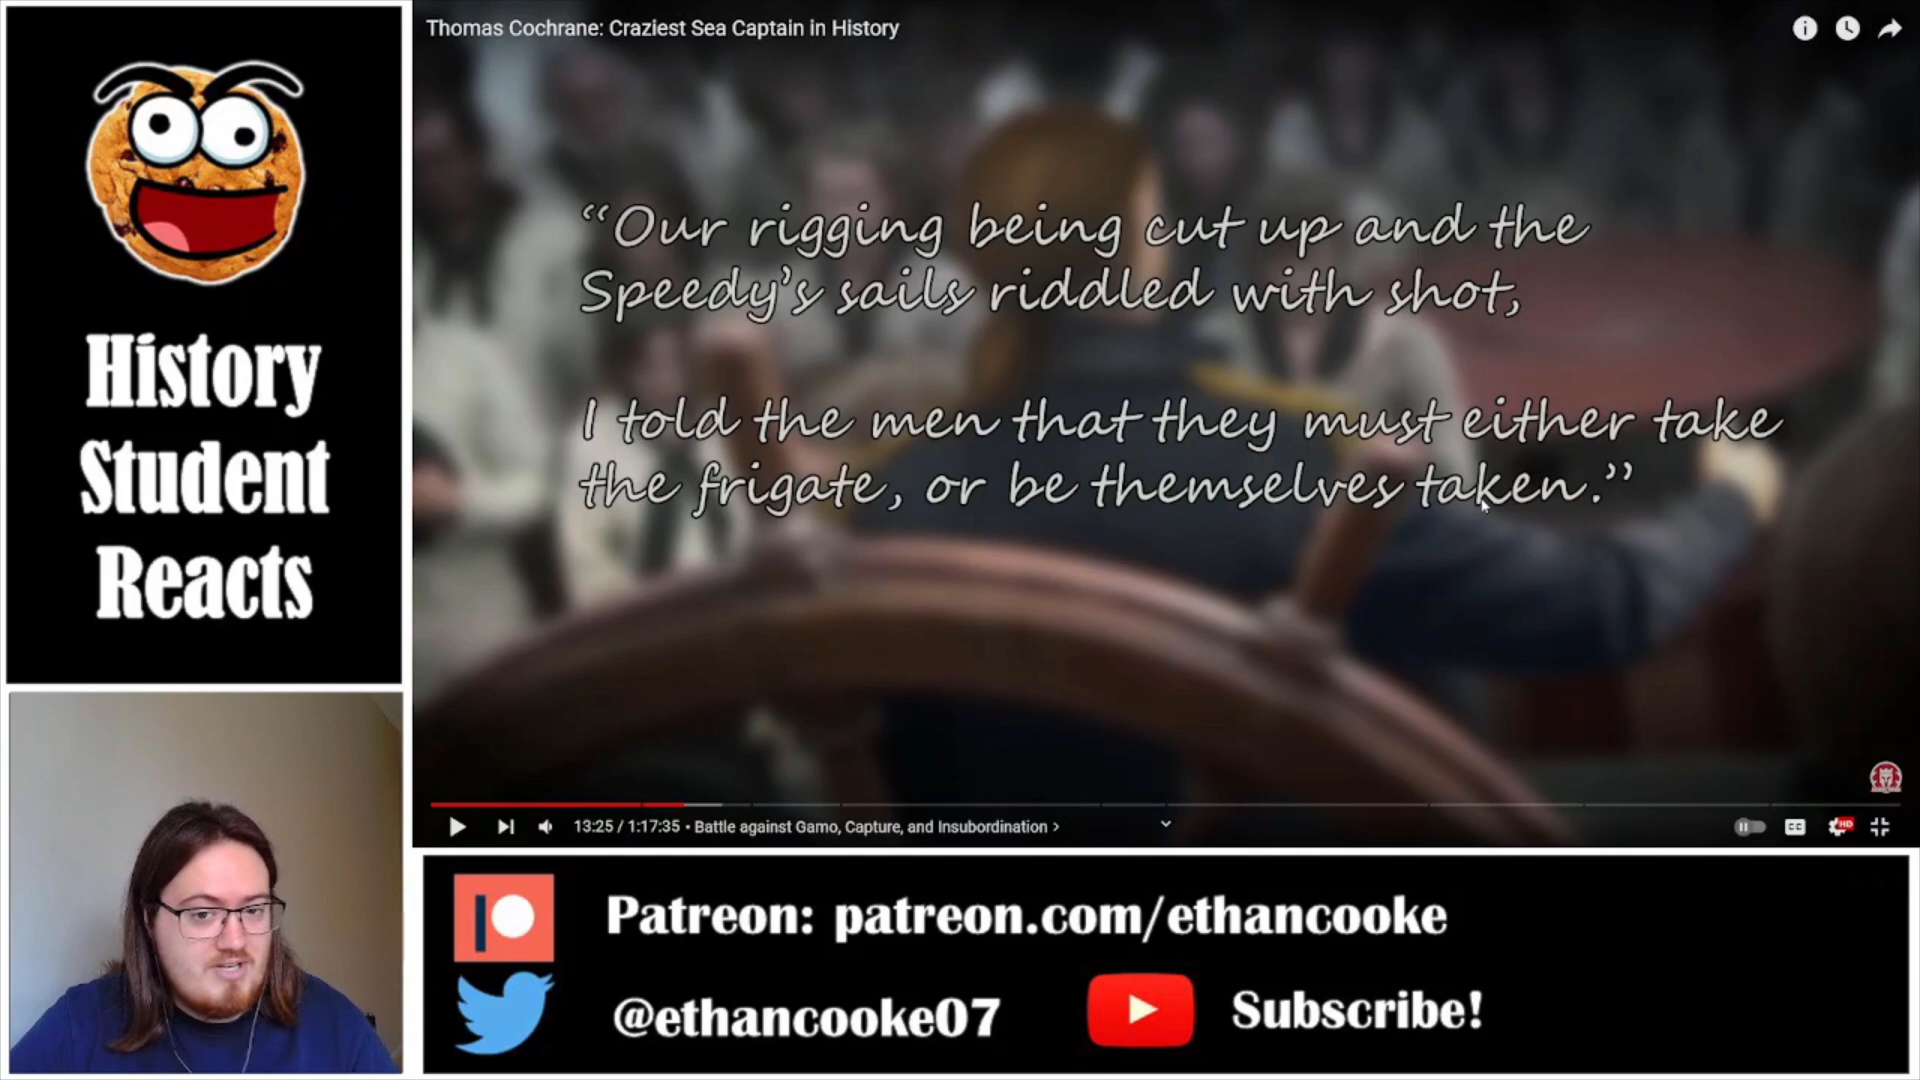 Thomas Cochrane: Craziest Sea Captain in History
History
Student
Reacts
“Our rigging being cut up and the
Speedy’s sails riddled with shot,
I told the men that they must either take
the frigate, or be themselves taken.”
13:25 / 1:17:35 • Battle against Gamo, Capture, and Insubordination >
CC
HD
Patreon: patreon.com/ethancooke
@ethancooke07
Subscribe!